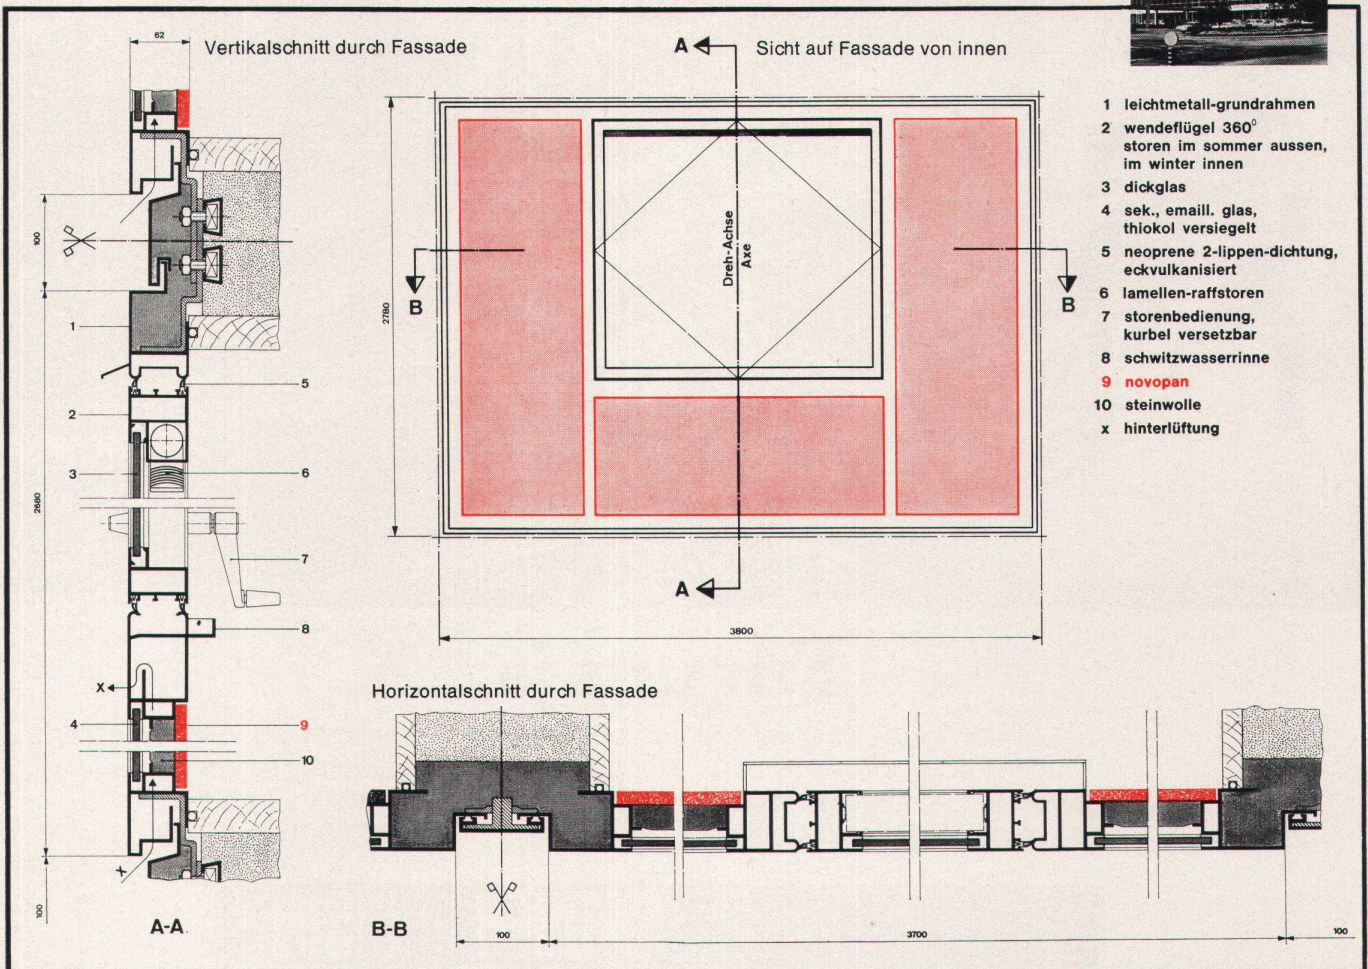 62
Vertikalschnitt durch Fassade
A
Sicht auf Fassade von innen
100
2680
100
1
2
3
4
5
6
7
8
9
10
x
x
A-A
2780
B
B
Dreh-Achse
Axe
A
3800
1 leichtmetall-grundrahmen
2 wendeflügel 360⁰
storen im sommer aussen,
im winter innen
3 dickglas
4 sek., emaill. glas,
thiokol versiegelt
5 neoprene 2-lippen-dichtung,
eckvulkanisiert
6 lamellen-raffstoren
7 storenbedienung,
kurbel versetzbar
8 schwitzwasserrinne
9 novopan
10 steinwolle
x hinterlüftung
Horizontalschnitt durch Fassade
B-B
100
3700
100